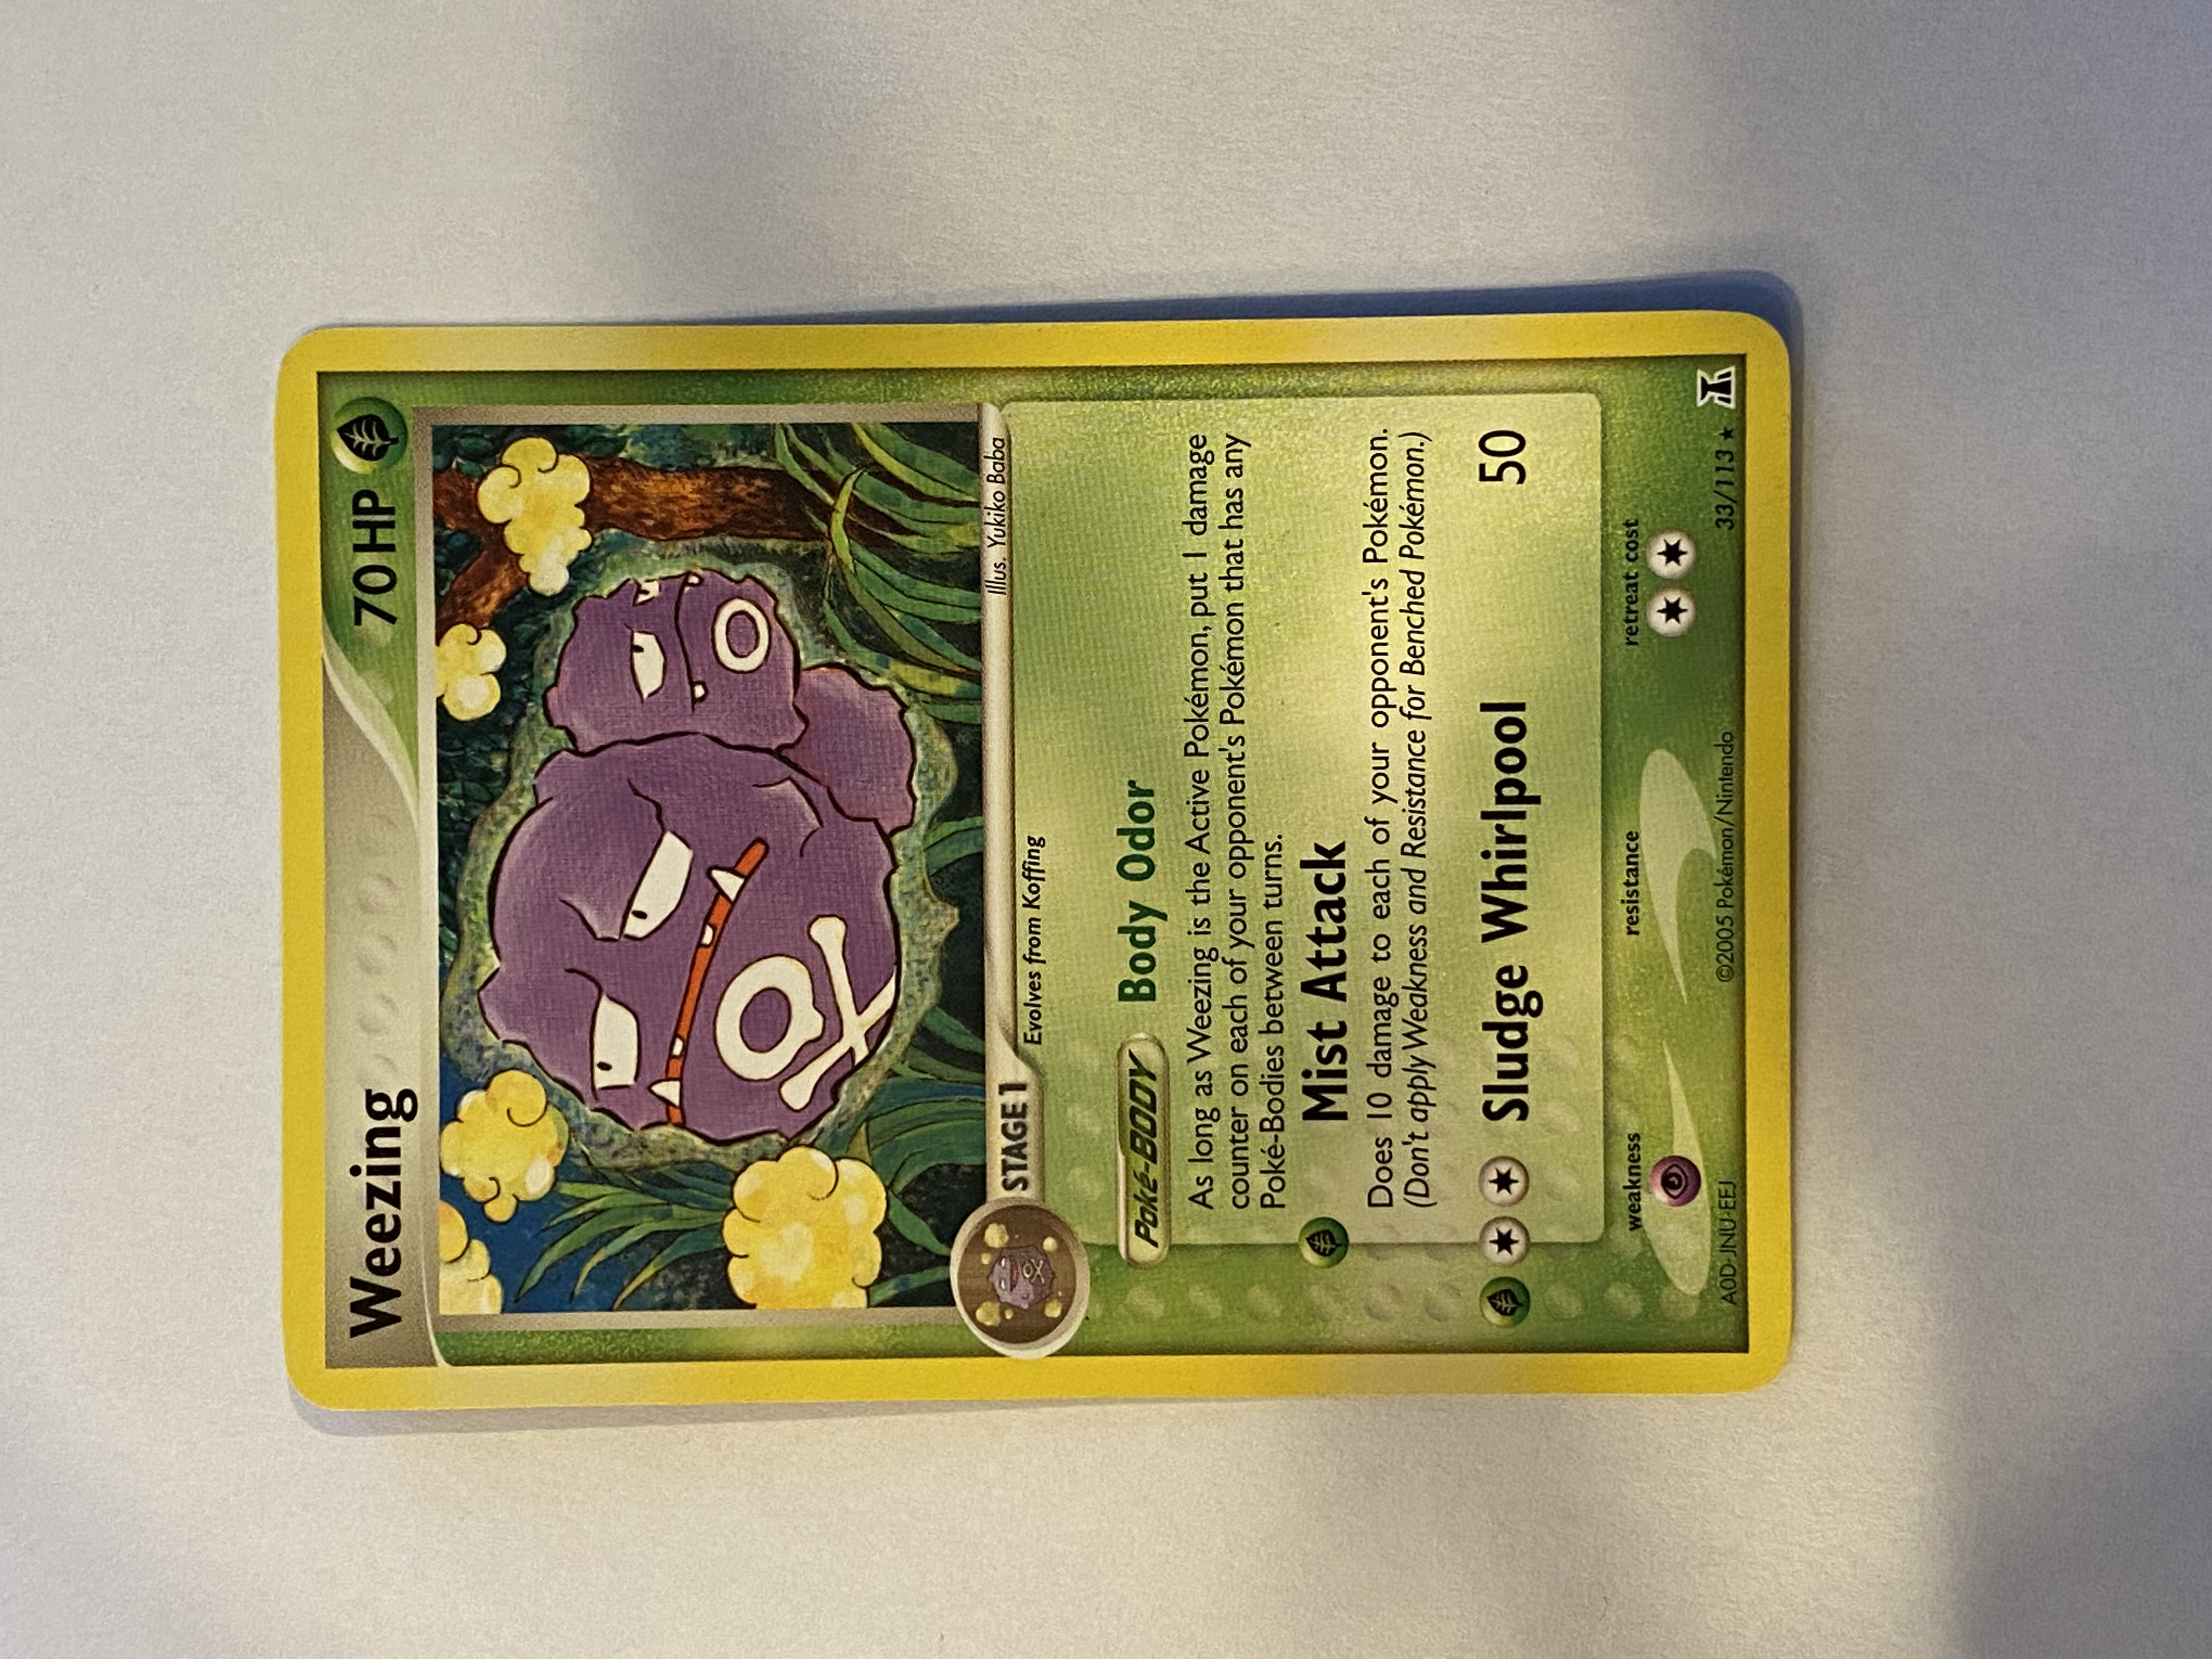 Weezing 70 HP
Illus. Yukiko Baba
STAGE 1
Evolves from Koffing
Poké-BODY Body Odor
As long as Weezing is the Active Pokémon, put 1 damage
counter on each of your opponent's Pokémon that has any
Poké-Bodies between turns.
Mist Attack
Does 10 damage to each of your opponent's Pokémon.
(Don't apply Weakness and Resistance for Benched Pokémon.)
Sludge Whirlpool 50
weakness resistance retreat cost
A0D-JNU-EEJ ©2005 Pokémon/Nintendo 33/113 ★